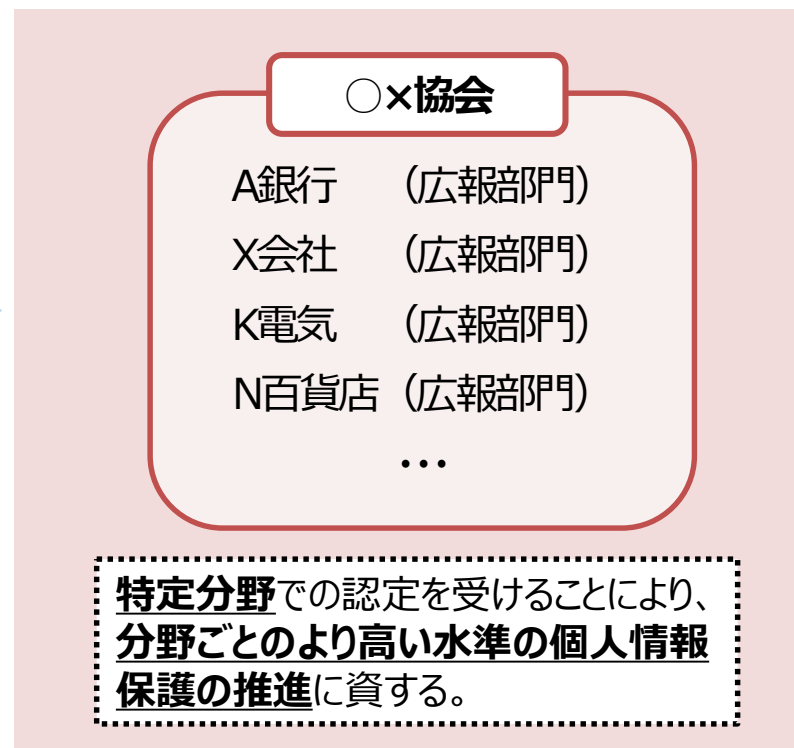 ○×協会
A銀行 (広報部門)
X会社 (広報部門)
K電気 (広報部門)
N百貨店 (広報部門)
…
特定分野での認定を受けることにより、
分野ごとのより高い水準の個人情報
保護の推進に資する。